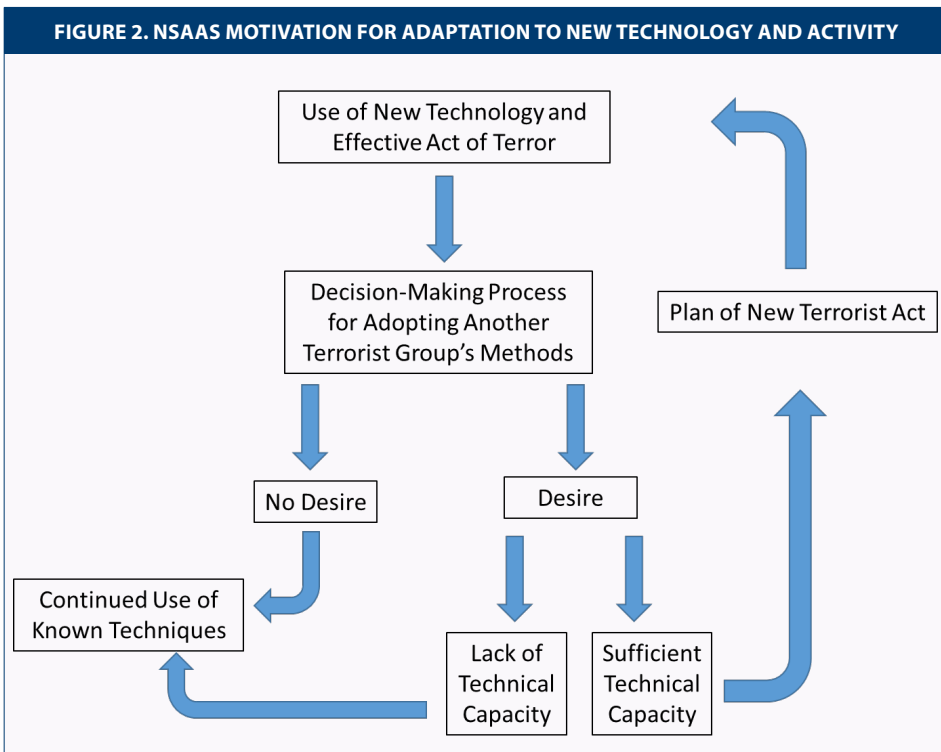 FIGURE 2. NSAAS MOTIVATION FOR ADAPTATION TO NEW TECHNOLOGY AND ACTIVITY
Use of New Technology and
Effective Act of Terror
Decision-Making Process
for Adopting Another
Terrorist Group's Methods
Plan of New Terrorist Act
No Desire
Desire
Continued Use of
Known Techniques
Lack of
Technical
Capacity
Sufficient
Technical
Capacity